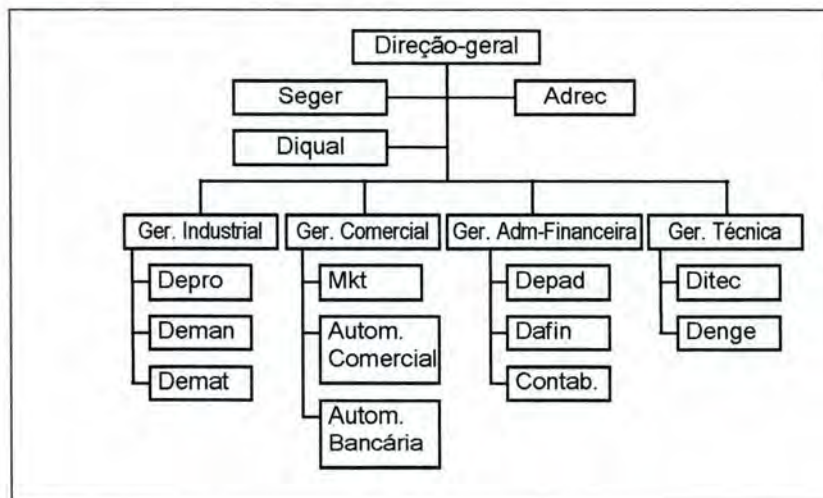 Direção-geral
Seger
Adrec
Diqual
Ger. Industrial
Ger. Comercial
Ger. Adm-Financeira
Ger. Técnica
Depro
Mkt
Depad
Ditec
Deman
Autom.
Comercial
Dafin
Denge
Demat
Autom.
Bancária
Contab.